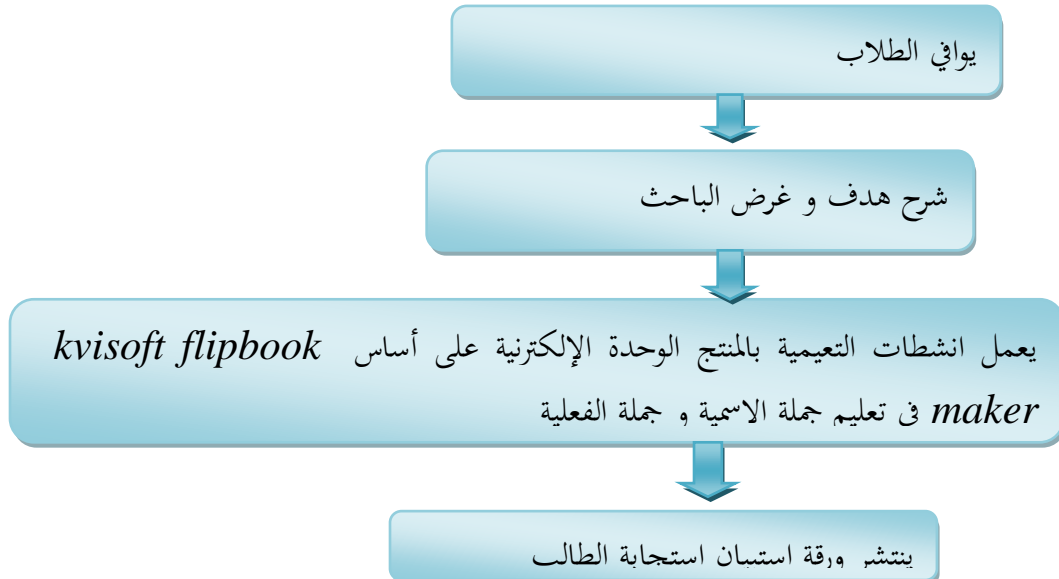 يوافي الطلاب
شرح هدف و غرض الباحث
يعمل انشطات التعيمية بالمنتج الوحدة الإلكترنية على أساس kvisoft flipbook
maker فى تعليم جملة الاسمية و جملة الفعلية
ينتشر ورقة استبيان استجابة الطالب